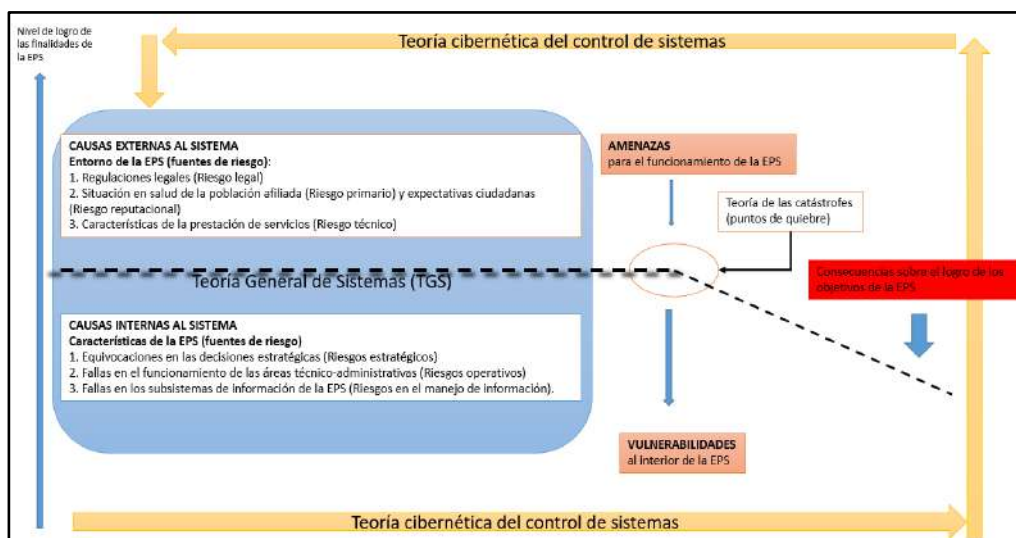 Nivel de logro de
las finalidades de
la EPS
Teoría cibernética del control de sistemas
CAUSAS EXTERNAS AL SISTEMA
Entorno de la EPS (fuentes de riesgo):
1. Regulaciones legales (Riesgo legal)
2. Situación en salud de la población afiliada (Riesgo primario) y expectativas ciudadanas
(Riesgo reputacional)
3. Características de la prestación de servicios (Riesgo técnico)
AMENAZAS
para el funcionamiento de la EPS
Teoría de las catástrofes
(puntos de quiebre)
Teoría General de Sistemas (TGS)
Consecuencias sobre el logro de los
objetivos de la EPS
CAUSAS INTERNAS AL SISTEMA
Características de la EPS (fuentes de riesgo)
1. Equivocaciones en las decisiones estratégicas (Riesgos estratégicos)
2. Fallas en el funcionamiento de las áreas técnico-administrativas (Riesgos operativos)
3. Fallas en los subsistemas de información de la EPS (Riesgos en el manejo de información).
VULNERABILIDADES
al interior de la EPS
Teoría cibernética del control de sistemas